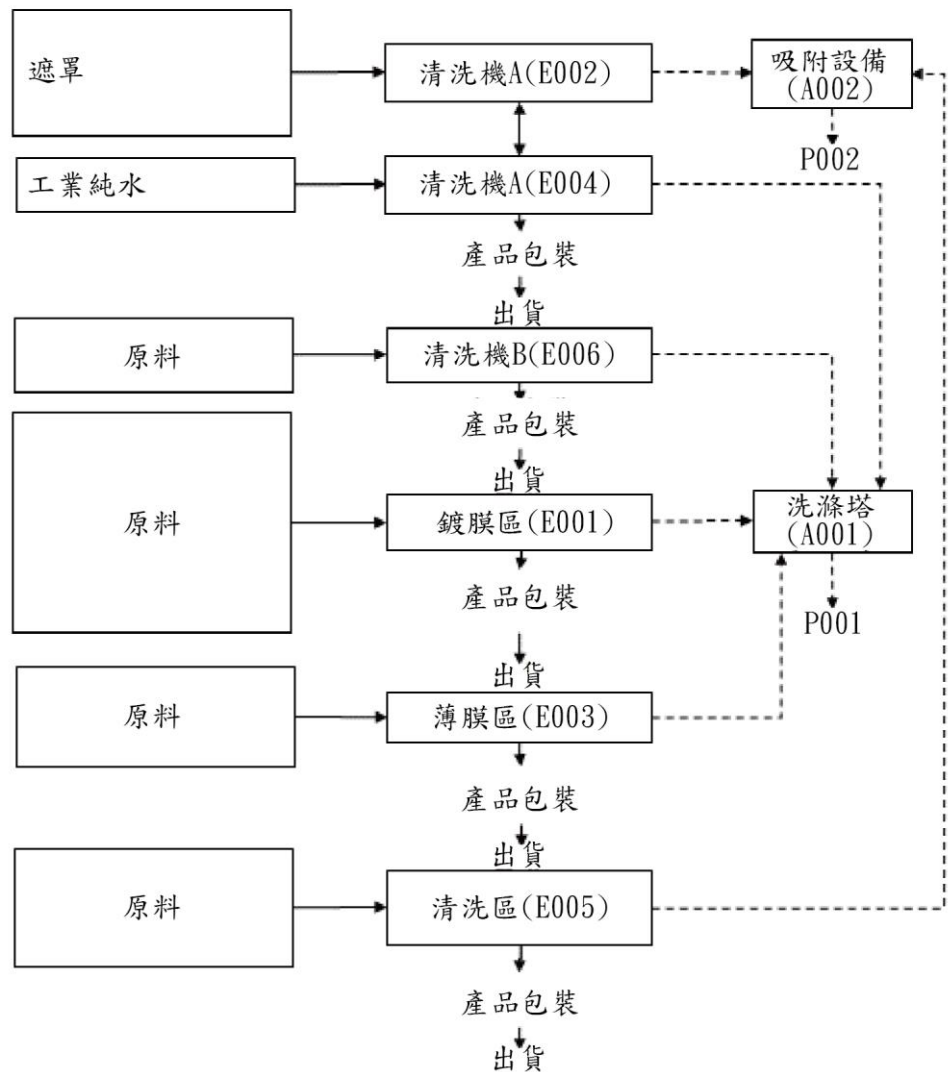 遮罩
清洗機A(E002)
吸附設備
(A002)
P002
工業純水
清洗機A(E004)
產品包裝
出貨
原料
清洗機B(E006)
產品包裝
出貨
原料
鍍膜區(E001)
洗滌塔
(A001)
產品包裝
P001
出貨
原料
薄膜區(E003)
產品包裝
出貨
原料
清洗區(E005)
產品包裝
出貨